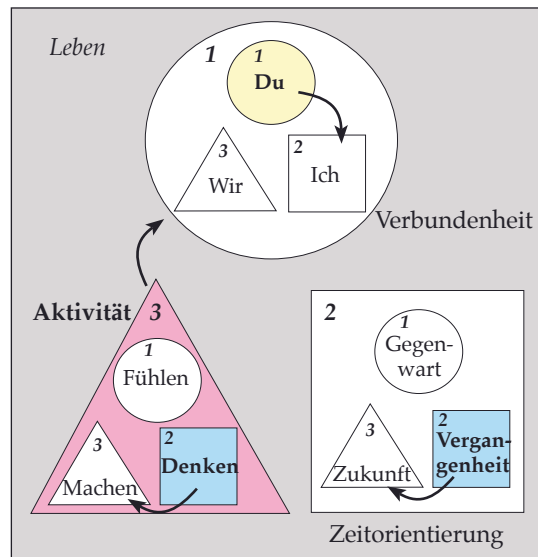 Leben
1
1
Du
3
Wir
2
Ich
Verbundenheit
Aktivität
3
1
Fühlen
3
Machen
2
Denken
2
1
Gegen-
wart
3
Zukunft
2
Vergan-
genheit
Zeitorientierung